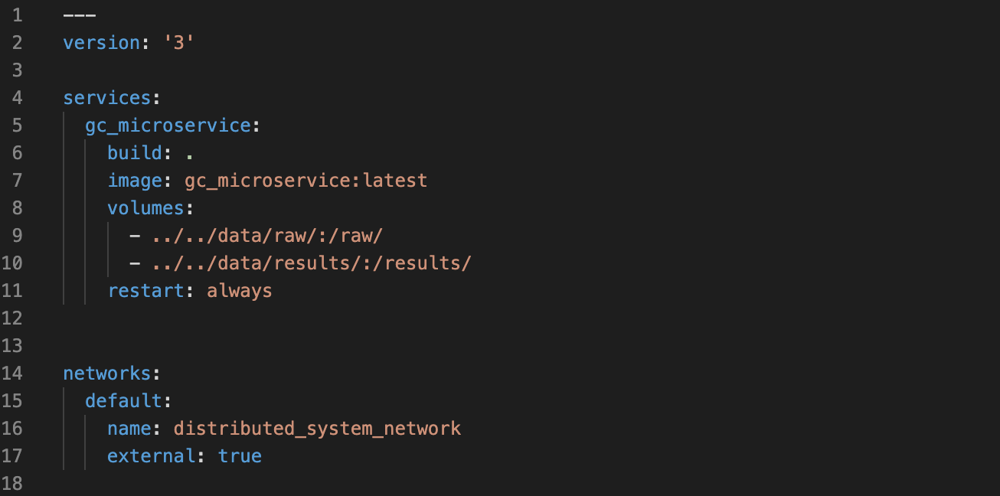 1 ---
2 version: '3'
3
4 services:
5   gc_microservice:
6     build: .
7     image: gc_microservice:latest
8     volumes:
9       - ../../data/raw/:/raw/
10       - ../../data/results/:/results/
11     restart: always
12
13
14 networks:
15   default:
16     name: distributed_system_network
17     external: true
18